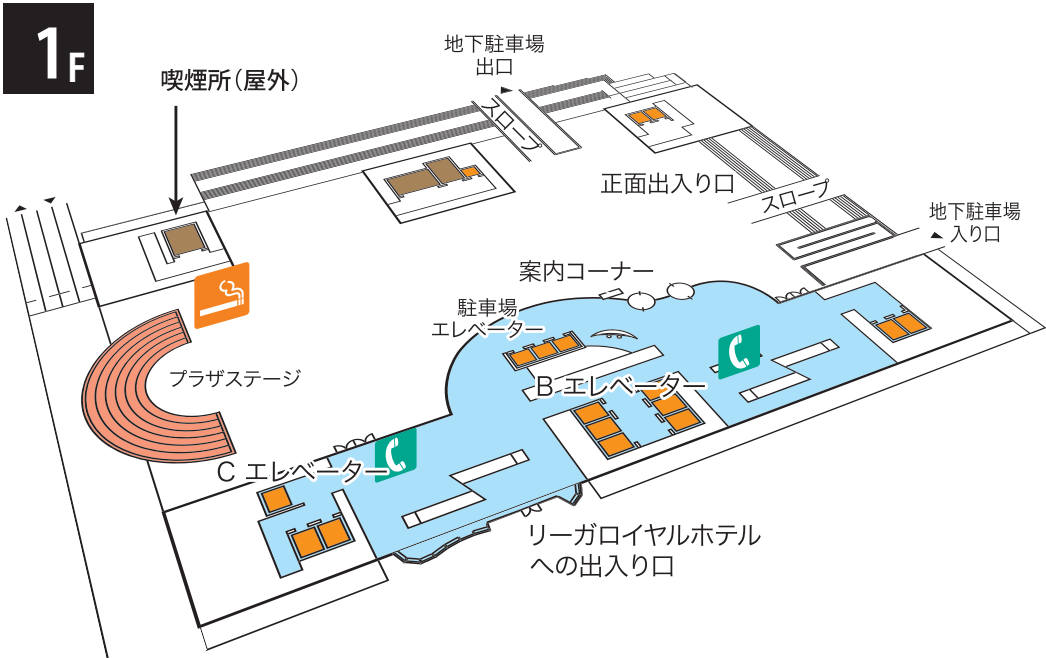 1F
地下駐車場
出口
喫煙所（屋外）
スロープ
正面出入り口
スロープ
地下駐車場
入り口
案内コーナー
駐車場
エレベーター
プラザステージ
B エレベーター
C エレベーター
リーガロイヤルホテル
への出入り口